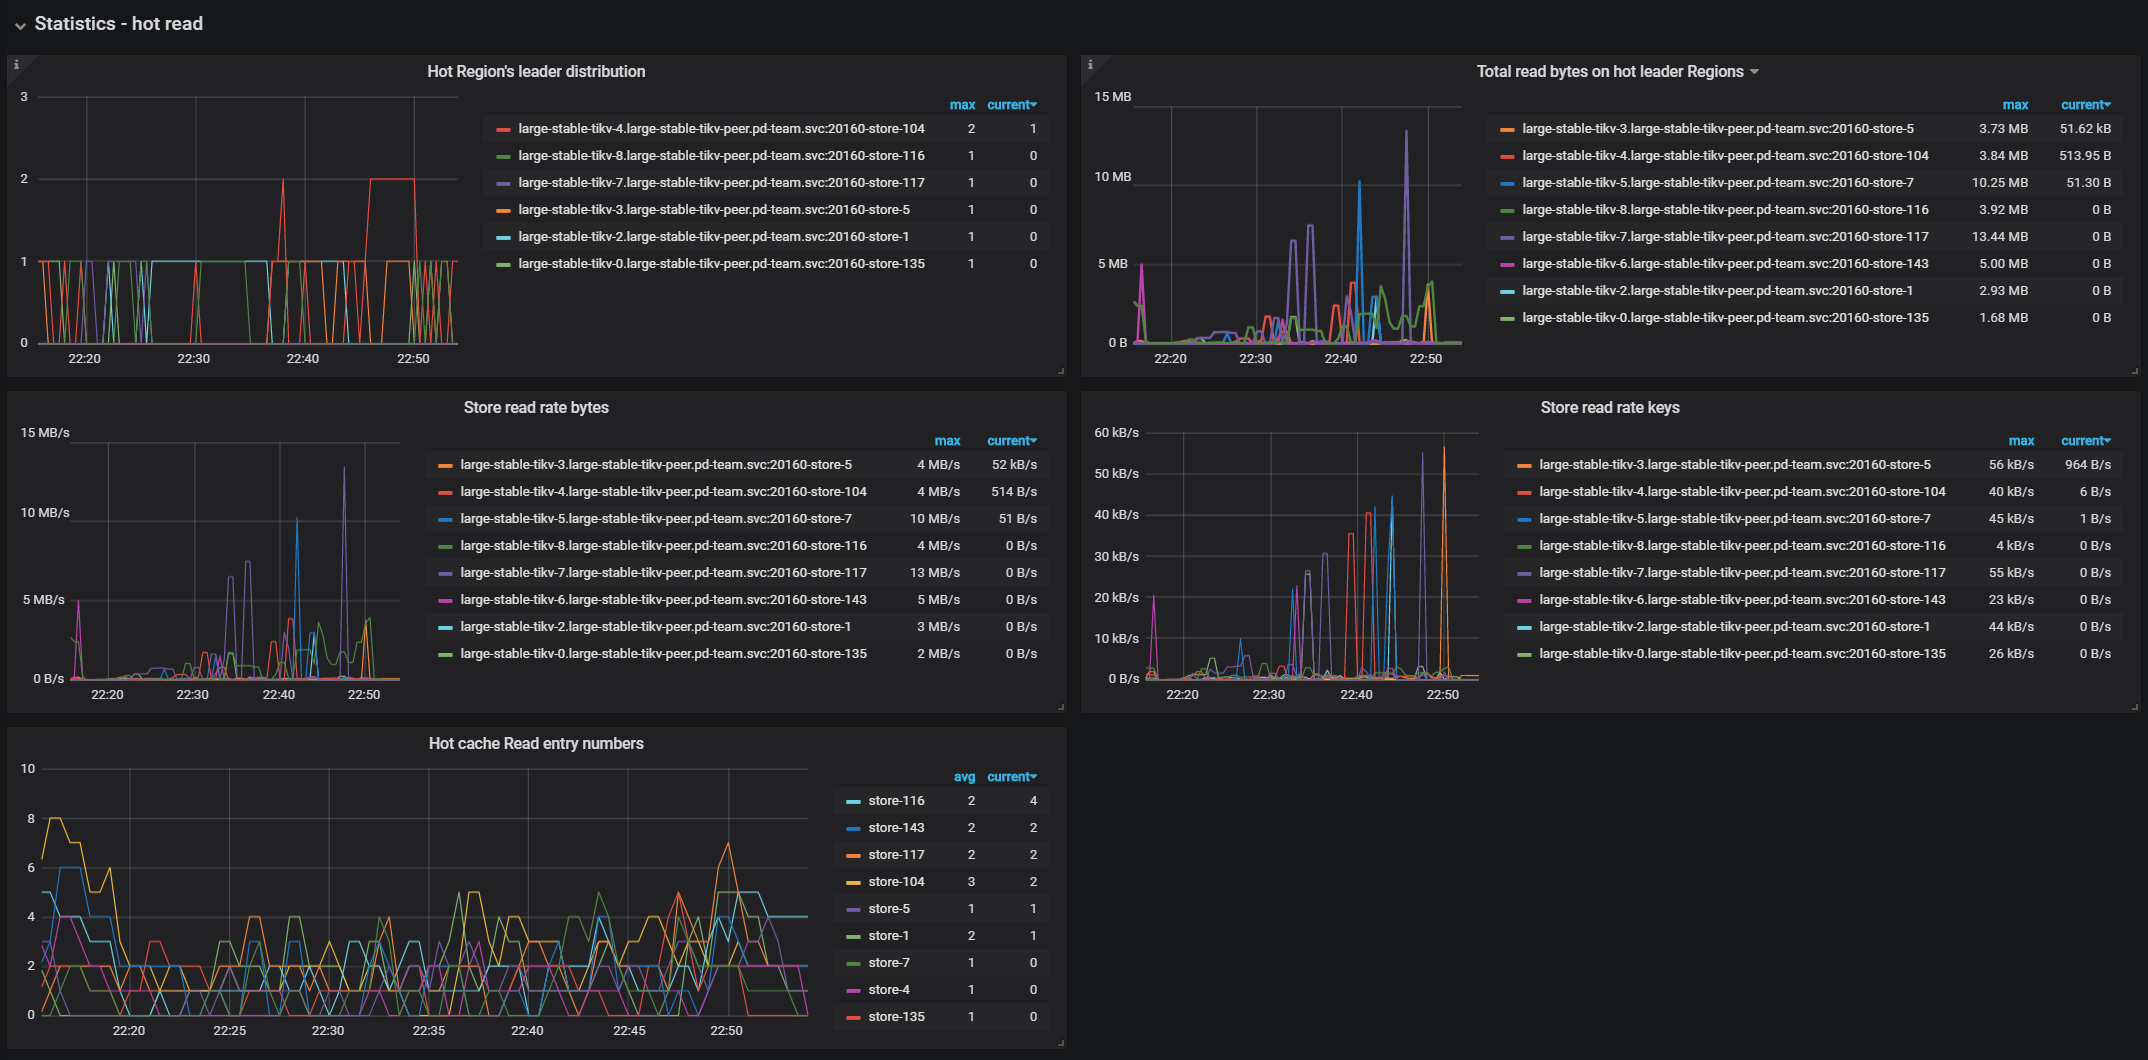 Statistics - hot read
Hot Region's leader distribution
3
2
1
0
22:20 22:30 22:40 22:50
max current
large-stable-tikv-4.large-stable-tikv-peer.pd-team.svc:20160-store-104 2 1
large-stable-tikv-8.large-stable-tikv-peer.pd-team.svc:20160-store-116 1 0
large-stable-tikv-7.large-stable-tikv-peer.pd-team.svc:20160-store-117 1 0
large-stable-tikv-3.large-stable-tikv-peer.pd-team.svc:20160-store-5 1 0
large-stable-tikv-2.large-stable-tikv-peer.pd-team.svc:20160-store-1 1 0
large-stable-tikv-0.large-stable-tikv-peer.pd-team.svc:20160-store-135 1 0
Total read bytes on hot leader Regions
15 MB
10 MB
5 MB
0 B
22:20 22:30 22:40 22:50
max current
large-stable-tikv-3.large-stable-tikv-peer.pd-team.svc:20160-store-5 3.73 MB 51.62 kB
large-stable-tikv-4.large-stable-tikv-peer.pd-team.svc:20160-store-104 3.84 MB 513.95 B
large-stable-tikv-5.large-stable-tikv-peer.pd-team.svc:20160-store-7 10.25 MB 51.30 B
large-stable-tikv-8.large-stable-tikv-peer.pd-team.svc:20160-store-116 3.92 MB 0 B
large-stable-tikv-7.large-stable-tikv-peer.pd-team.svc:20160-store-117 13.44 MB 0 B
large-stable-tikv-6.large-stable-tikv-peer.pd-team.svc:20160-store-143 5.00 MB 0 B
large-stable-tikv-2.large-stable-tikv-peer.pd-team.svc:20160-store-1 2.93 MB 0 B
large-stable-tikv-0.large-stable-tikv-peer.pd-team.svc:20160-store-135 1.68 MB 0 B
Store read rate bytes
15 MB/s
10 MB/s
5 MB/s
0 B/s
22:20 22:30 22:40 22:50
max current
large-stable-tikv-3.large-stable-tikv-peer.pd-team.svc:20160-store-5 4 MB/s 52 kB/s
large-stable-tikv-4.large-stable-tikv-peer.pd-team.svc:20160-store-104 4 MB/s 514 B/s
large-stable-tikv-5.large-stable-tikv-peer.pd-team.svc:20160-store-7 10 MB/s 51 B/s
large-stable-tikv-8.large-stable-tikv-peer.pd-team.svc:20160-store-116 4 MB/s 0 B/s
large-stable-tikv-7.large-stable-tikv-peer.pd-team.svc:20160-store-117 13 MB/s 0 B/s
large-stable-tikv-6.large-stable-tikv-peer.pd-team.svc:20160-store-143 5 MB/s 0 B/s
large-stable-tikv-2.large-stable-tikv-peer.pd-team.svc:20160-store-1 3 MB/s 0 B/s
large-stable-tikv-0.large-stable-tikv-peer.pd-team.svc:20160-store-135 2 MB/s 0 B/s
Store read rate keys
60 kB/s
50 kB/s
40 kB/s
30 kB/s
20 kB/s
10 kB/s
0 B/s
22:20 22:30 22:40 22:50
max current
large-stable-tikv-3.large-stable-tikv-peer.pd-team.svc:20160-store-5 56 kB/s 964 B/s
large-stable-tikv-4.large-stable-tikv-peer.pd-team.svc:20160-store-104 40 kB/s 6 B/s
large-stable-tikv-5.large-stable-tikv-peer.pd-team.svc:20160-store-7 45 kB/s 1 B/s
large-stable-tikv-8.large-stable-tikv-peer.pd-team.svc:20160-store-116 4 kB/s 0 B/s
large-stable-tikv-7.large-stable-tikv-peer.pd-team.svc:20160-store-117 55 kB/s 0 B/s
large-stable-tikv-6.large-stable-tikv-peer.pd-team.svc:20160-store-143 23 kB/s 0 B/s
large-stable-tikv-2.large-stable-tikv-peer.pd-team.svc:20160-store-1 44 kB/s 0 B/s
large-stable-tikv-0.large-stable-tikv-peer.pd-team.svc:20160-store-135 26 kB/s 0 B/s
Hot cache Read entry numbers
10
8
6
4
2
0
22:20 22:25 22:30 22:35 22:40 22:45 22:50
avg current
store-116 2 4
store-143 2 2
store-117 2 2
store-104 3 2
store-5 1 1
store-1 2 1
store-7 1 0
store-4 1 0
store-135 1 0